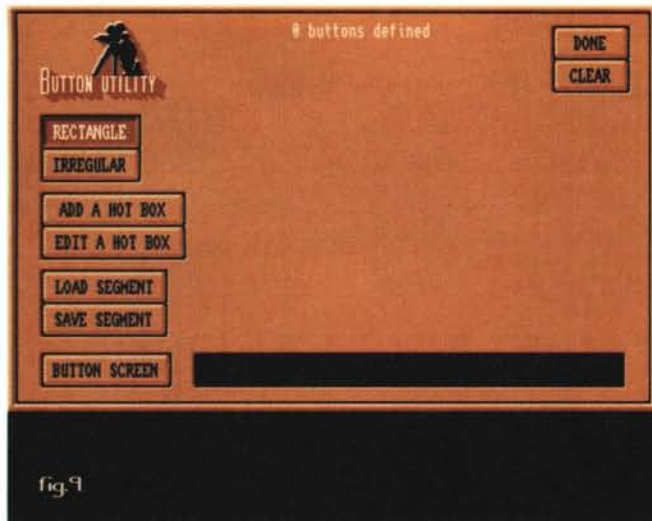 0 buttons defined
DONE
CLEAR
BUTTON UTILITY
RECTANGLE
IRREGULAR
ADD A HOT BOX
EDIT A HOT BOX
LOAD SEGMENT
SAVE SEGMENT
BUTTON SCREEN
fig.9